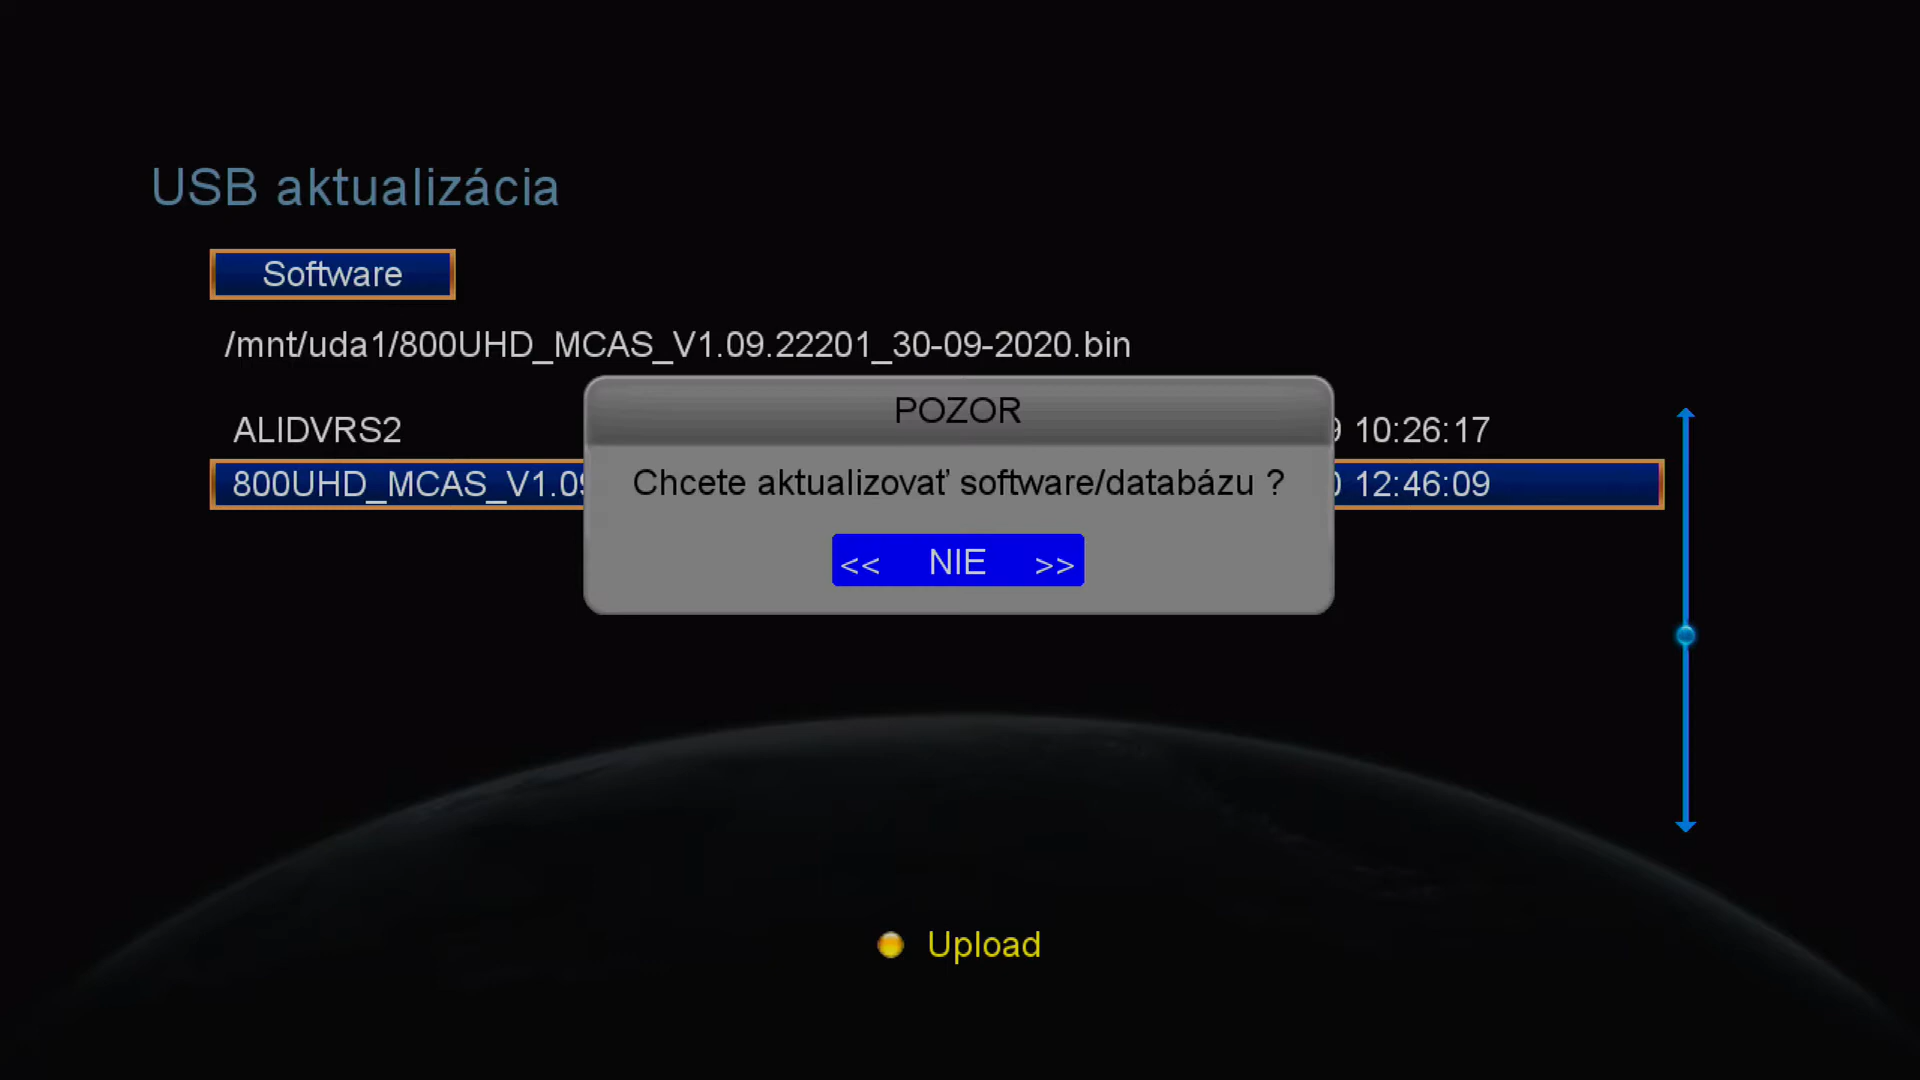 USB aktualizácia
Software
/mnt/uda1/800UHD_MCAS_V1.09.22201_30-09-2020.bin
POZOR
ALIDVRS2 10:26:17
800UHD_MCAS_V1.09 12:46:09
Chcete aktualizovať software/databázu ?
<< NIE >>
Upload